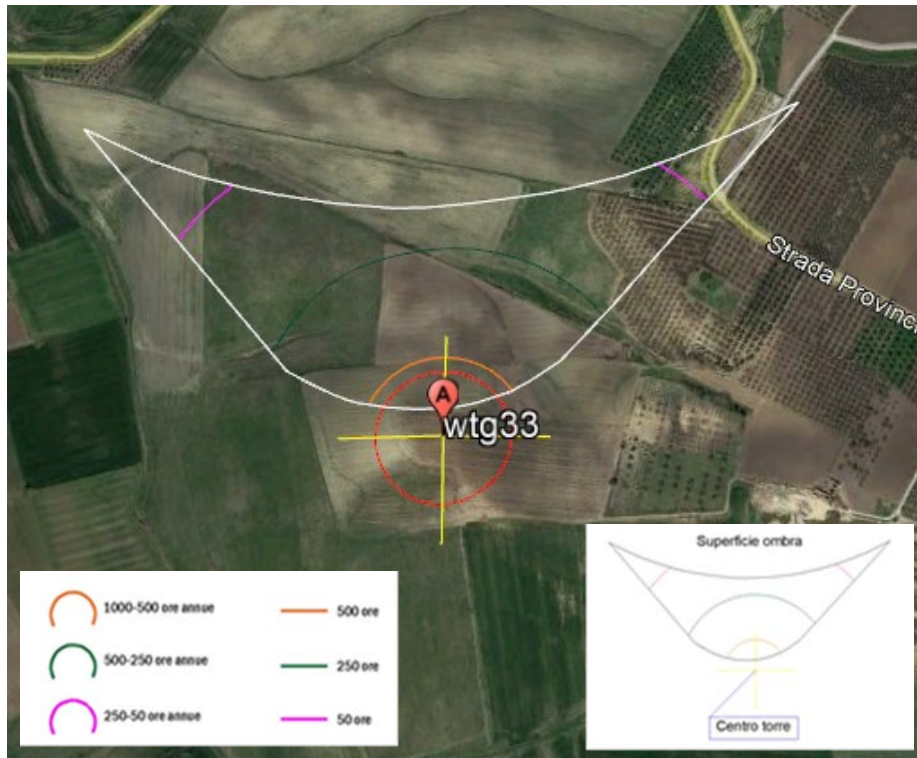 A
wtg33
Strada Provinc
Superficie ombra
Centro torre
1000-500 ore annue
500 ore
500-250 ore annue
250 ore
250-50 ore annue
50 ore